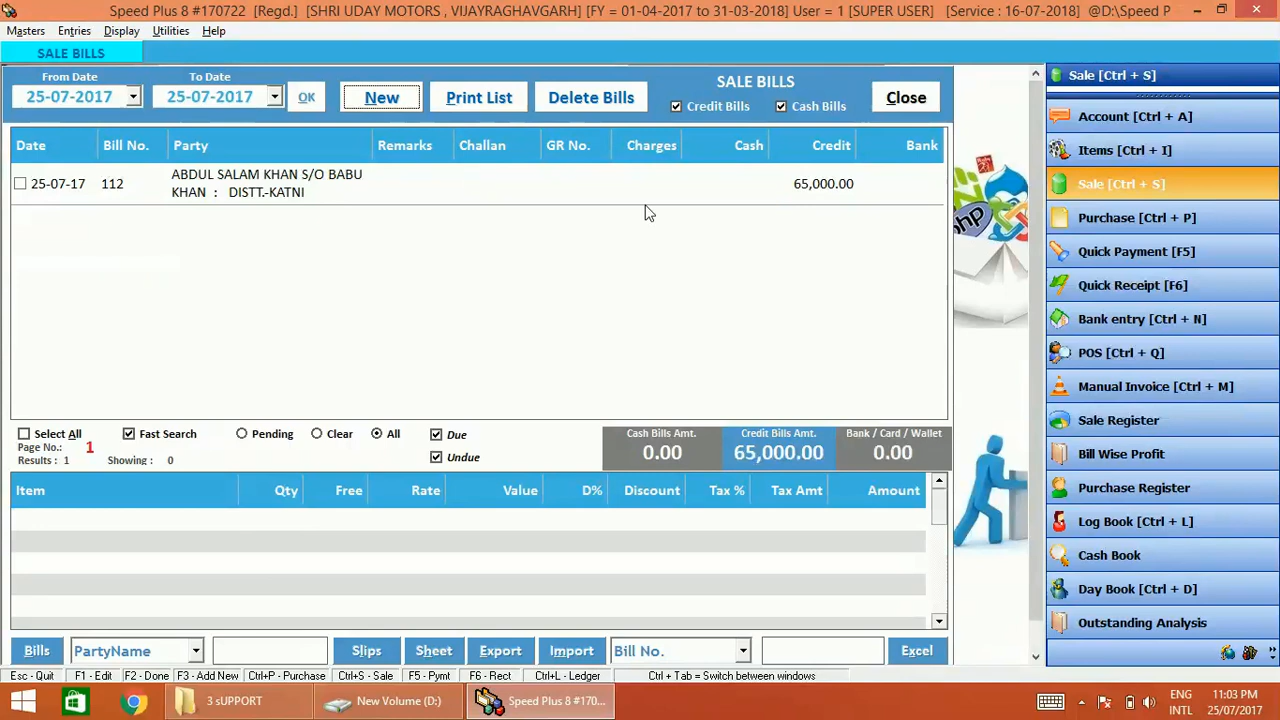 Speed Plus 8 #170722 [Regd.] [SHRI UDAY MOTORS , VIJAYRAGHAVGARH] [FY = 01-04-2017 to 31-03-2018] User = 1 [SUPER USER] [Service : 16-07-2018] @D:\Speed P
Masters Entries Display Utilities Help
SALE BILLS
From Date To Date
25-07-2017 25-07-2017 OK New Print List Delete Bills
SALE BILLS
Credit Bills Cash Bills
Close
Date Bill No. Party Remarks Challan GR No. Charges Cash Credit Bank
25-07-17 112 ABDUL SALAM KHAN S/O BABU 65,000.00
KHAN : DISTT.-KATNI
php
Select All Fast Search Pending Clear All Due
Page No.: 1
Undue
Results : 1 Showing : 0
Cash Bills Amt. Credit Bills Amt. Bank / Card / Wallet
0.00 65,000.00 0.00
Item Qty Free Rate Value D% Discount Tax % Tax Amt Amount
Bills PartyName Slips Sheet Export Import Bill No. Excel
Esc - Quit F1 - Edit F2 - Done F3 - Add New Ctrl+P - Purchase Ctrl+S - Sale F5 - Pymt F6 - Rect Ctrl+L - Ledger Ctrl + Tab = Switch between windows
Sale [Ctrl + S]
Account [Ctrl + A]
Items [Ctrl + I]
Sale [Ctrl + S]
Purchase [Ctrl + P]
Quick Payment [F5]
Quick Receipt [F6]
Bank entry [Ctrl + N]
POS [Ctrl + Q]
Manual Invoice [Ctrl + M]
Sale Register
Bill Wise Profit
Purchase Register
Log Book [Ctrl + L]
Cash Book
Day Book [Ctrl + D]
Outstanding Analysis
3 sUPPORT New Volume (D:) Speed Plus 8 #170...
ENG
INTL
11:03 PM
25/07/2017